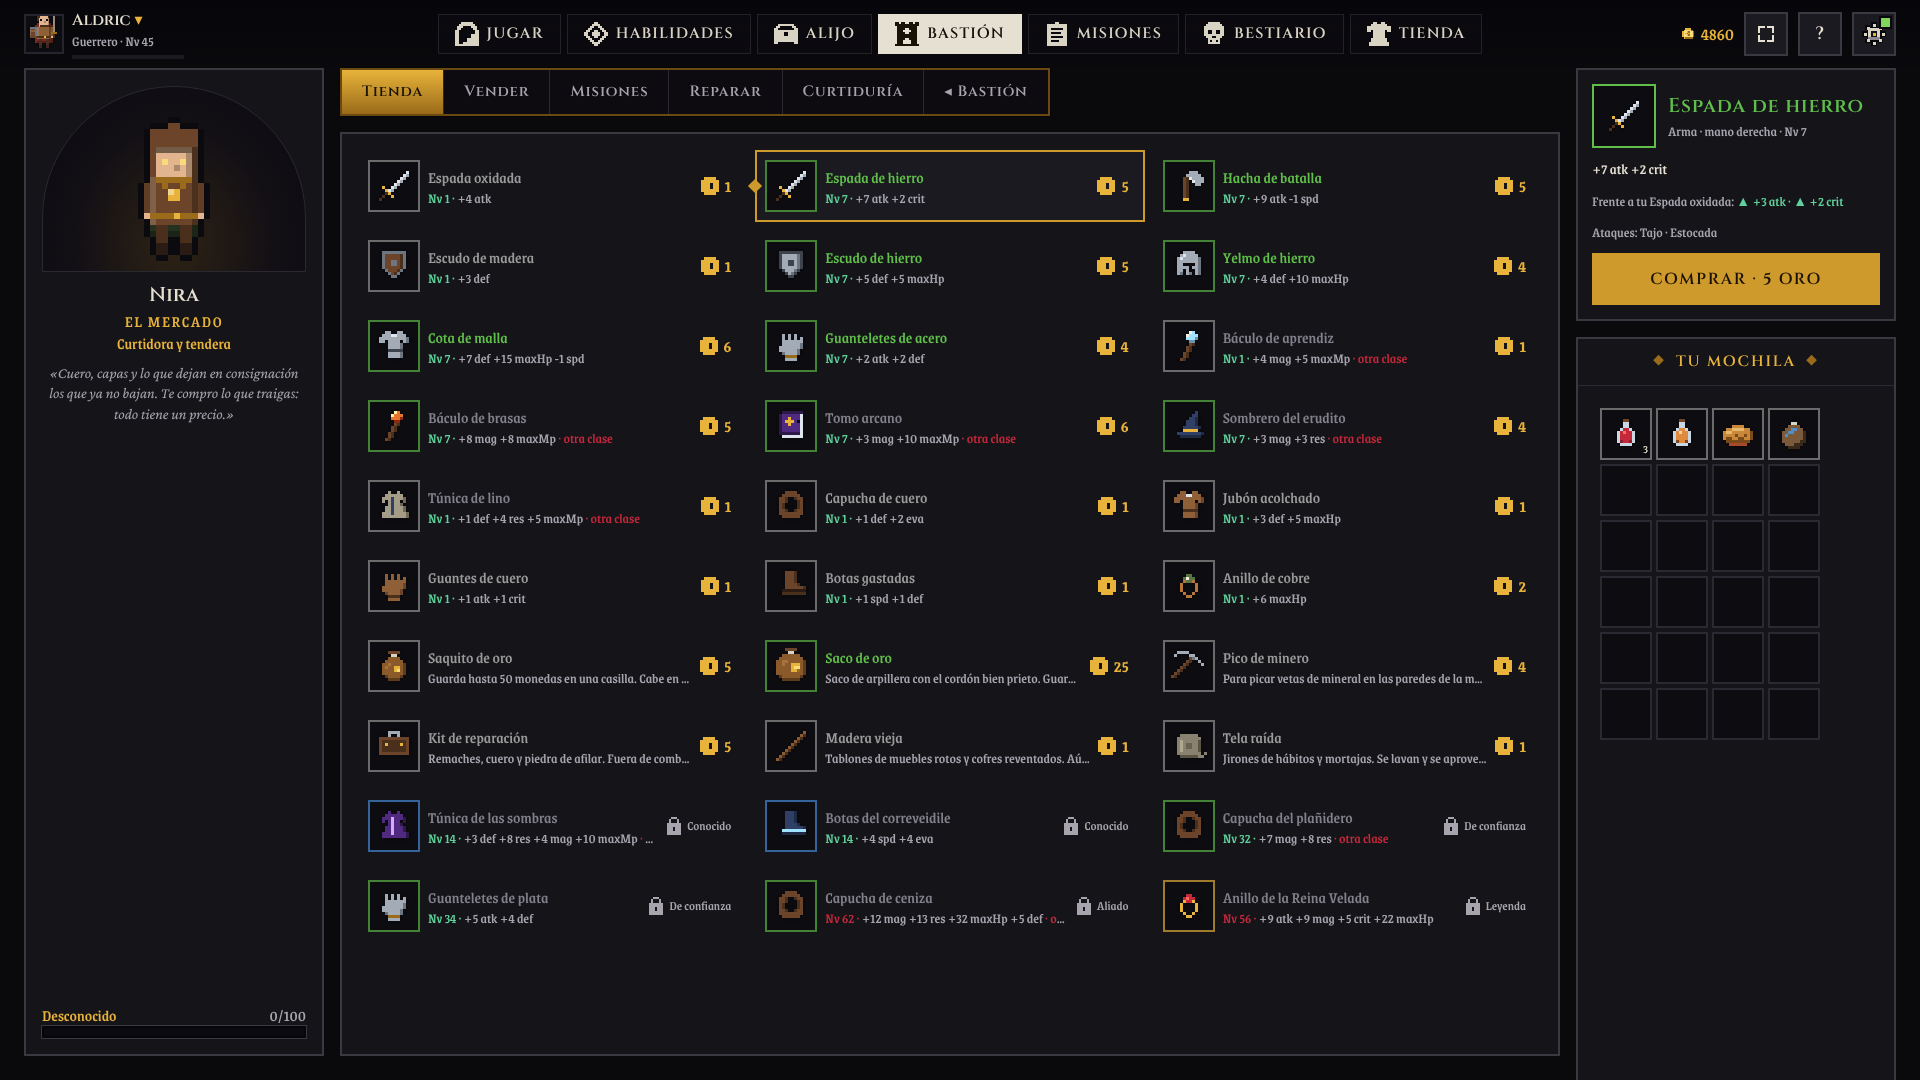 ALDRIC ▼
Guerrero · Nv 45
JUGAR
HABILIDADES
ALIJO
BASTIÓN
MISIONES
BESTIARIO
TIENDA
4860
?
TIENDA
VENDER
MISIONES
REPARAR
CURTIDURÍA
◂ BASTIÓN
NIRA
EL MERCADO
Curtidora y tendera
«Cuero, capas y lo que dejan en consignación
los que ya no bajan. Te compro lo que traigas:
todo tiene un precio.»
Desconocido 0/100
Espada oxidada
Nv 1 · +4 atk
1
Espada de hierro
Nv 7 · +7 atk +2 crit
5
Hacha de batalla
Nv 7 · +9 atk -1 spd
5
Escudo de madera
Nv 1 · +3 def
1
Escudo de hierro
Nv 7 · +5 def +5 maxHp
5
Yelmo de hierro
Nv 7 · +4 def +10 maxHp
4
Cota de malla
Nv 7 · +7 def +15 maxHp -1 spd
6
Guanteletes de acero
Nv 7 · +2 atk +2 def
4
Báculo de aprendiz
Nv 1 · +4 mag +5 maxMp · otra clase
1
Báculo de brasas
Nv 7 · +8 mag +8 maxMp · otra clase
5
Tomo arcano
Nv 7 · +3 mag +10 maxMp · otra clase
6
Sombrero del erudito
Nv 7 · +3 mag +3 res · otra clase
4
Túnica de lino
Nv 1 · +1 def +4 res +5 maxMp · otra clase
1
Capucha de cuero
Nv 1 · +1 def +2 eva
1
Jubón acolchado
Nv 1 · +3 def +5 maxHp
1
Guantes de cuero
Nv 1 · +1 atk +1 crit
1
Botas gastadas
Nv 1 · +1 spd +1 def
1
Anillo de cobre
Nv 1 · +6 maxHp
2
Saquito de oro
Guarda hasta 50 monedas en una casilla. Cabe en ...
5
Saco de oro
Saco de arpillera con el cordón bien prieto. Guar...
25
Pico de minero
Para picar vetas de mineral en las paredes de la m...
4
Kit de reparación
Remaches, cuero y piedra de afilar. Fuera de comb...
5
Madera vieja
Tablones de muebles rotos y cofres reventados. Aú...
1
Tela raída
Jirones de hábitos y mortajas. Se lavan y se aprove...
1
Túnica de las sombras
Nv 14 · +3 def +8 res +4 mag +10 maxMp · ...
Conocido
Botas del correveidile
Nv 14 · +4 spd +4 eva
Conocido
Capucha del plañidero
Nv 32 · +7 mag +8 res · otra clase
De confianza
Guanteletes de plata
Nv 34 · +5 atk +4 def
De confianza
Capucha de ceniza
Nv 62 · +12 mag +13 res +32 maxHp +5 def · o...
Aliado
Anillo de la Reina Velada
Nv 56 · +9 atk +9 mag +5 crit +22 maxHp
Leyenda
ESPADA DE HIERRO
Arma · mano derecha · Nv 7
+7 atk +2 crit
Frente a tu Espada oxidada: ▲ +3 atk · ▲ +2 crit
Ataques: Tajo · Estocada
COMPRAR · 5 ORO
◆ TU MOCHILA ◆
3